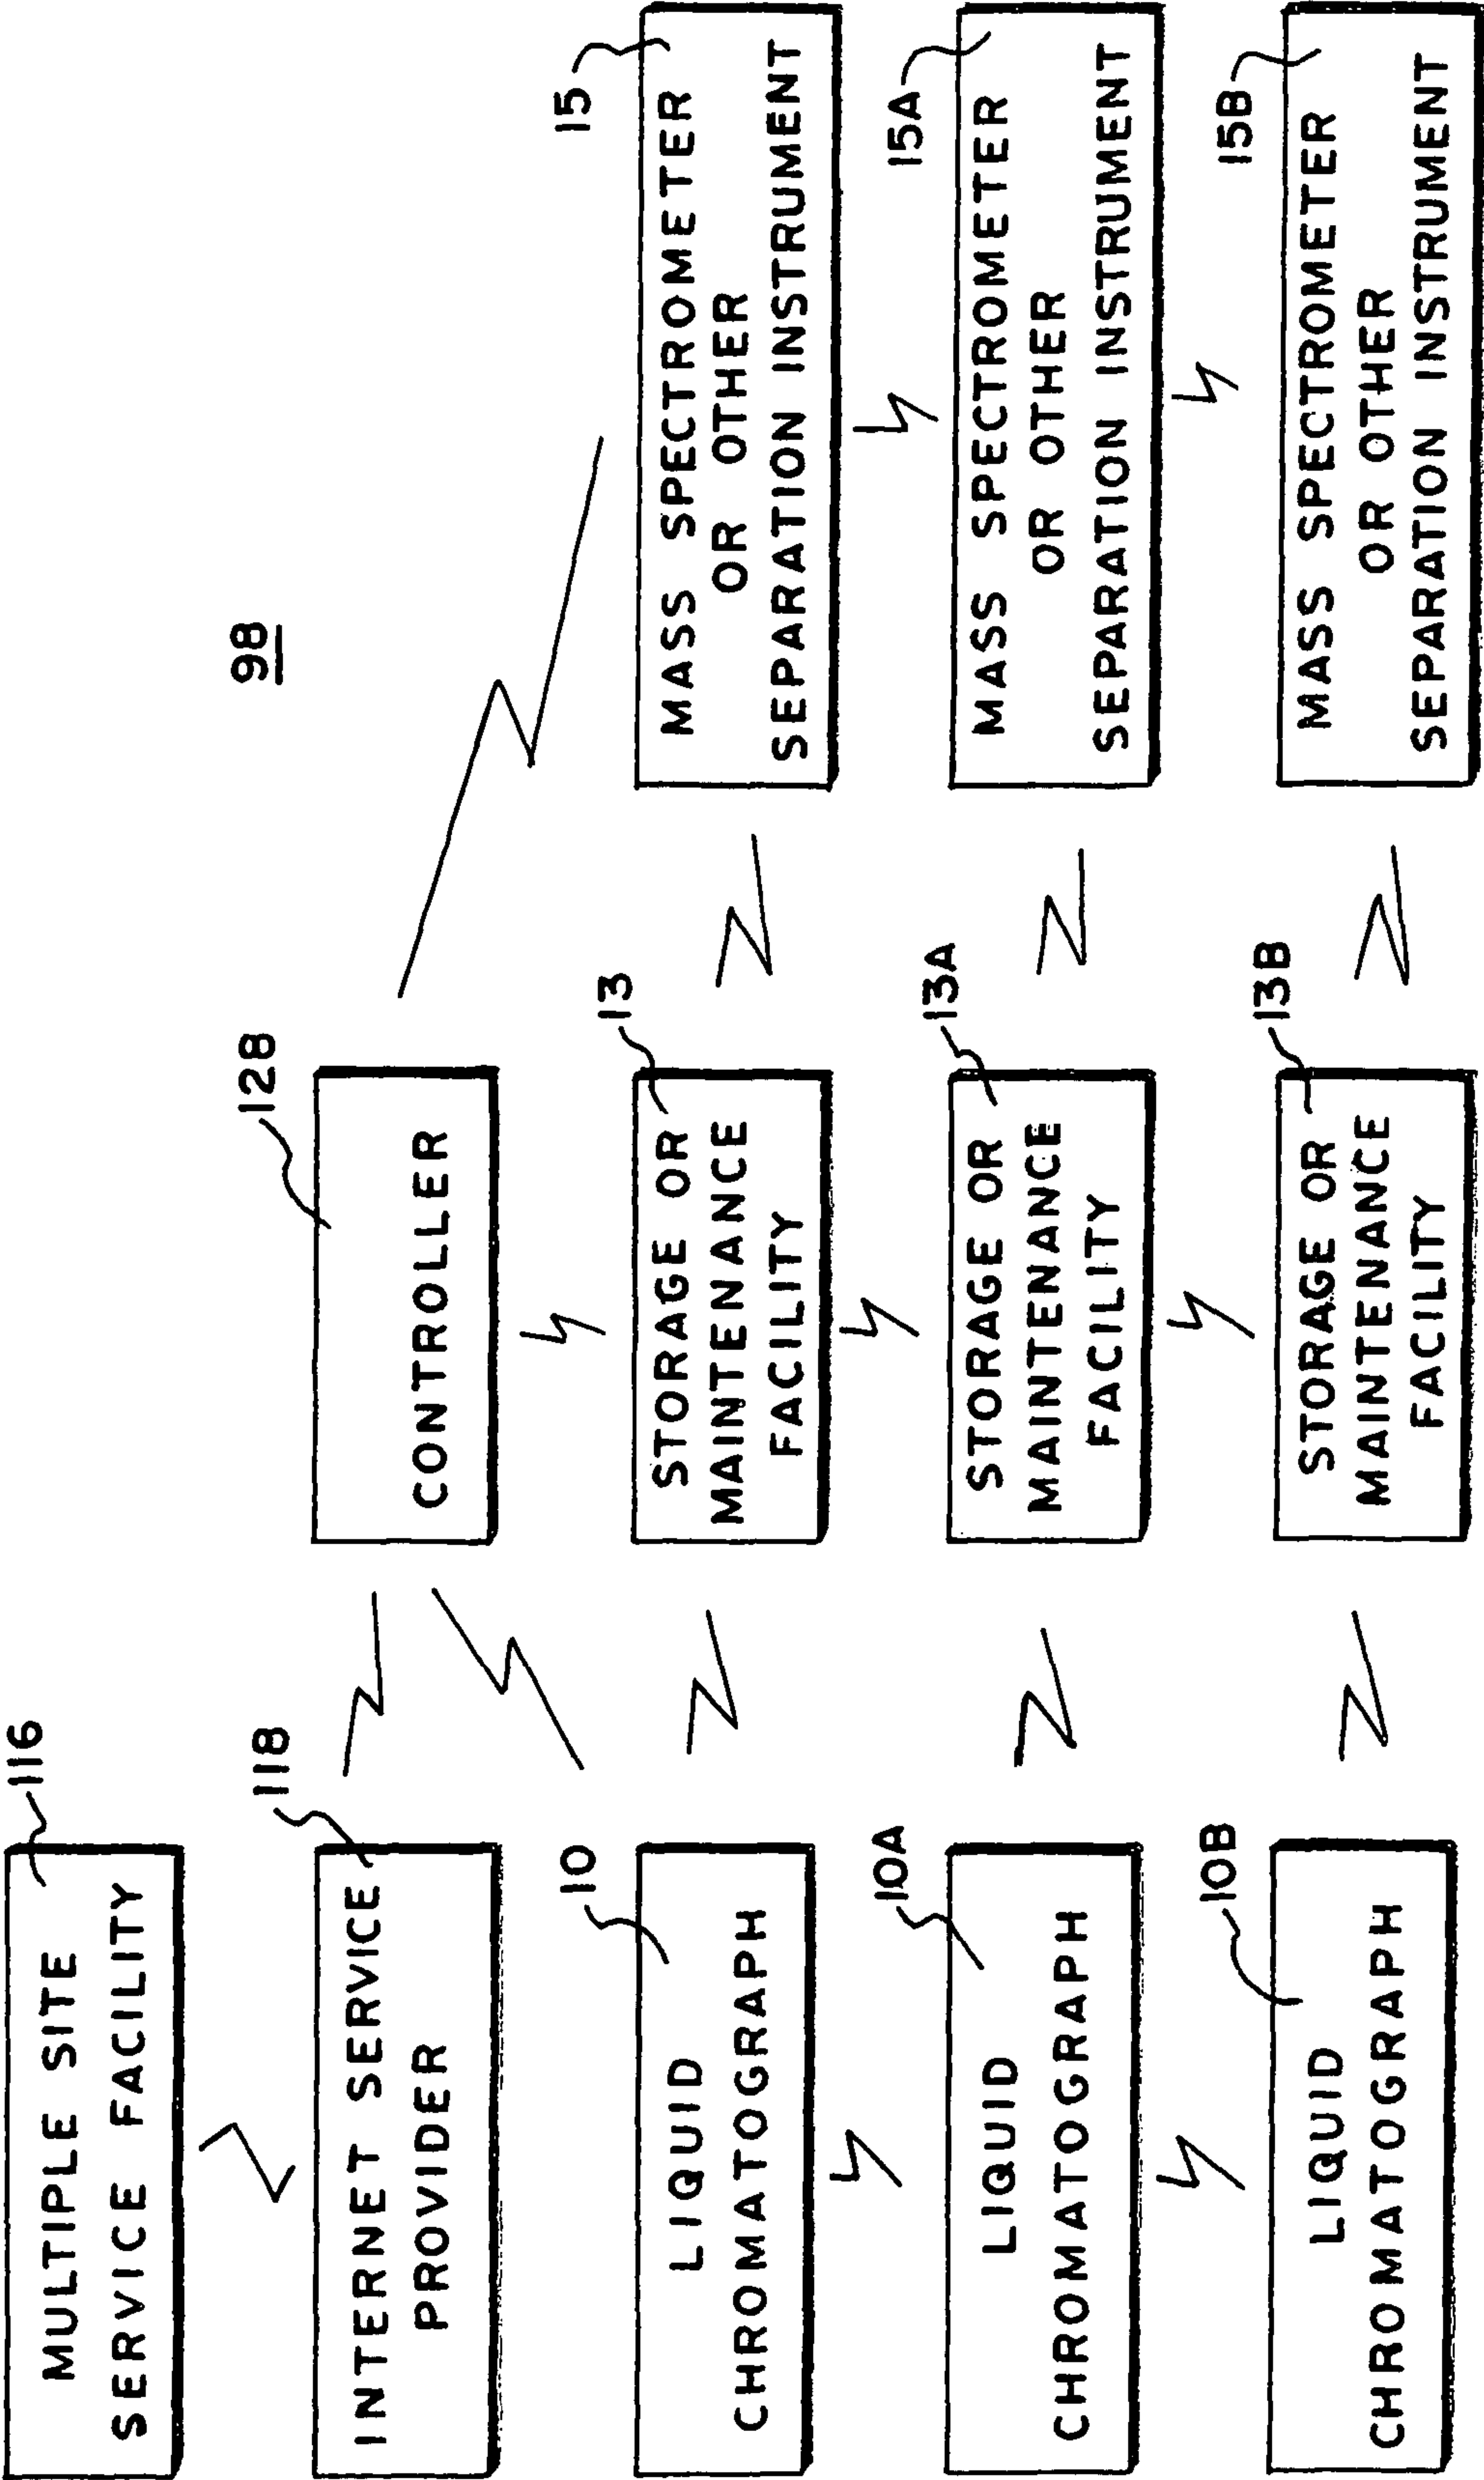 98
116
MULTIPLE SITE
SERVICE FACILITY
118
INTERNET SERVICE
PROVIDER
128
CONTROLLER
10
LIQUID
CHROMATOGRAPH
13
STORAGE OR
MAINTENANCE
FACILITY
15
MASS SPECTROMETER
OR OTHER
SEPARATION INSTRUMENT
10A
LIQUID
CHROMATOGRAPH
13A
STORAGE OR
MAINTENANCE
FACILITY
15A
MASS SPECTROMETER
OR OTHER
SEPARATION INSTRUMENT
10B
LIQUID
CHROMATOGRAPH
13B
STORAGE OR
MAINTENANCE
FACILITY
15B
MASS SPECTROMETER
OR OTHER
SEPARATION INSTRUMENT